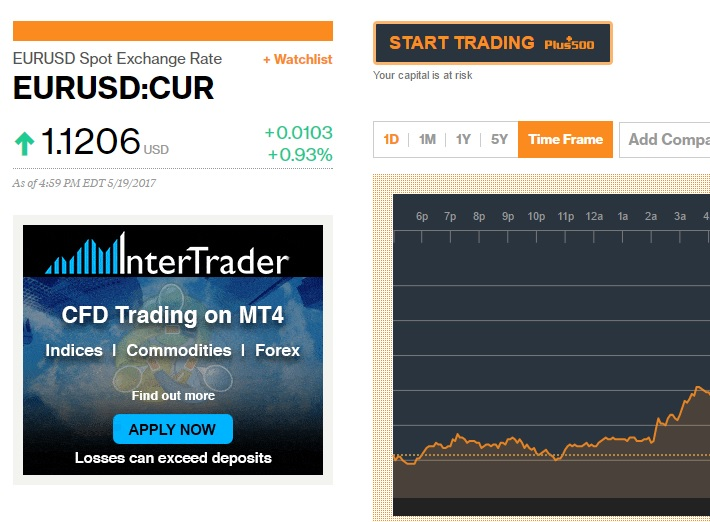 EURUSD Spot Exchange Rate
+ Watchlist
EURUSD:CUR
1.1206 USD
+0.0103
+0.93%
As of 4:59 PM EDT 5/19/2017
InterTrader
CFD Trading on MT4
Indices | Commodities | Forex
Find out more
APPLY NOW
Losses can exceed deposits
START TRADING Plus500
Your capital is at risk
1D | 1M | 1Y | 5Y Time Frame Add Compa
6p 7p 8p 9p 10p 11p 12a 1a 2a 3a 4